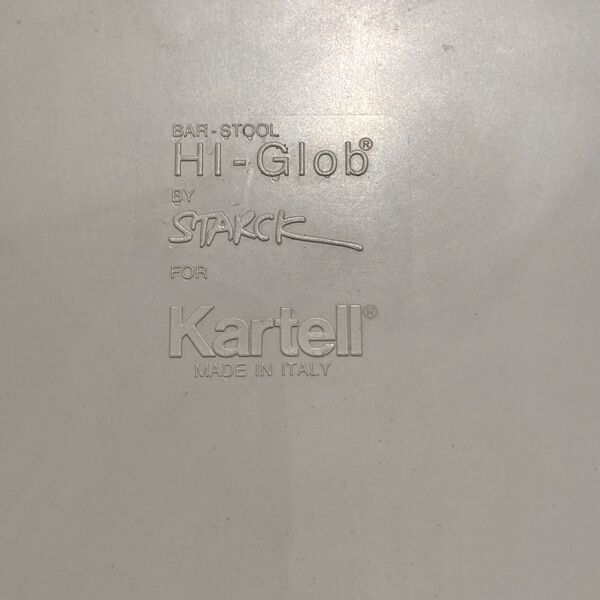 BAR-STOOL
HI-Glob®
BY
STARCK
FOR
Kartell®
MADE IN ITALY